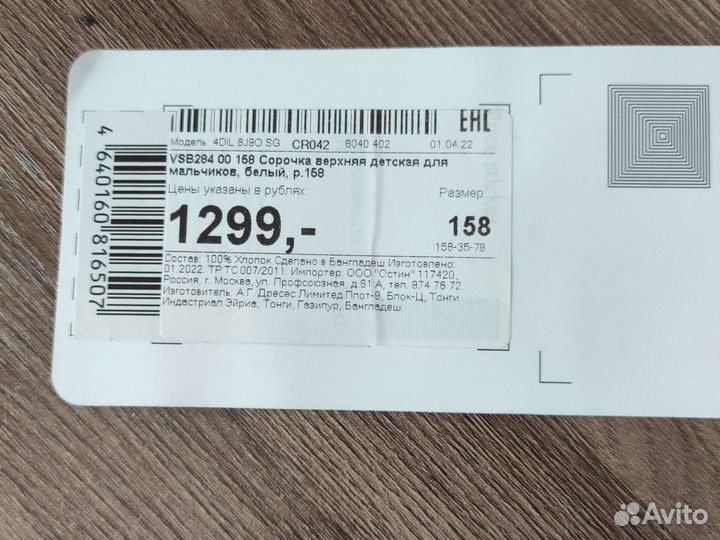 EAC
Модель: 4DIL 8J9O SG CR042 8040 402 01.04.22
VSB284 00 158 Сорочка верхняя детская для
мальчиков, белый, р.158
Цены указаны в рублях Размер
1299,- 158
158-35-79
Состав: 100% Хлопок Сделано в Бангладеш Изготовлено:
01.2022. ТР ТС 007/2011. Импортер: ООО "Остин" 117420,
Россия, г. Москва, ул. Профсоюзная, д.61 А, тел. 974 78 72.
Изготовитель: А.Г. Дресес Лимитед Плот-9, Блок-Ц, Тонги
Индастриал Эйриа, Тонги, Газипур, Бангладеш.
4 640160 816507
Avito